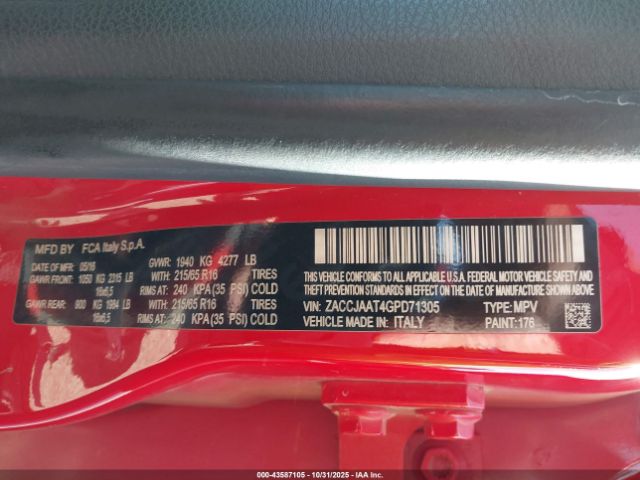 MFD BY FCA Italy S.p.A.
DATE OF MFD: 05/16 GVWR: 1940 KG 4277 LB
GAWR FRONT: 1050 KG 2315 LB WITH: 215/65 R16 TIRES
16x6,5 RIMS AT: 240 KPA (35 PSI) COLD
GAWR REAR: 900 KG 1984 LB WITH: 215/65 R16 TIRES
16x6,5 RIMS AT: 240 KPA (35 PSI) COLD
THIS VEHICLE CONFORMS TO ALL APPLICABLE U.S.A. FEDERAL MOTOR
VEHICLE SAFETY, BUMPER, AND THEFT PREVENTION STANDARDS IN
EFFECT ON THE DATE OF MANUFACTURE SHOWN ABOVE.
VIN: ZACCJAAT4GPD71305 TYPE: MPV
VEHICLE MADE IN: ITALY PAINT: 176
000-43587105 | 10/31/2025 | IAAI.com